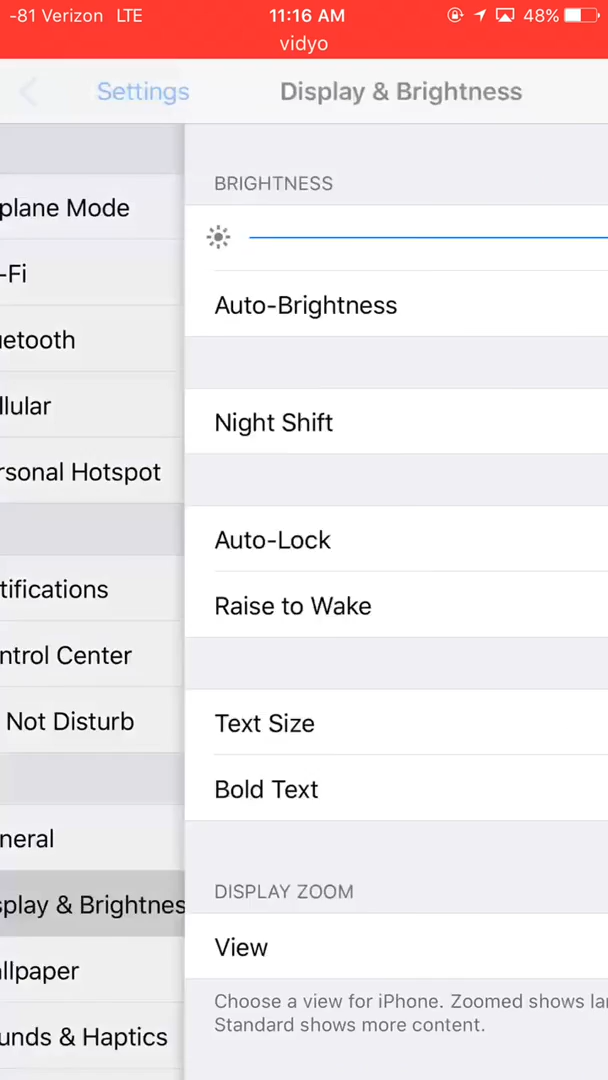 -81 Verizon LTE 11:16 AM 48%
vidyo
Settings Display & Brightness
plane Mode
-Fi
uetooth
llular
rsonal Hotspot
tifications
ntrol Center
Not Disturb
neral
splay & Brightnes
llpaper
unds & Haptics
BRIGHTNESS
Auto-Brightness
Night Shift
Auto-Lock
Raise to Wake
Text Size
Bold Text
DISPLAY ZOOM
View
Choose a view for iPhone. Zoomed shows lar
Standard shows more content.